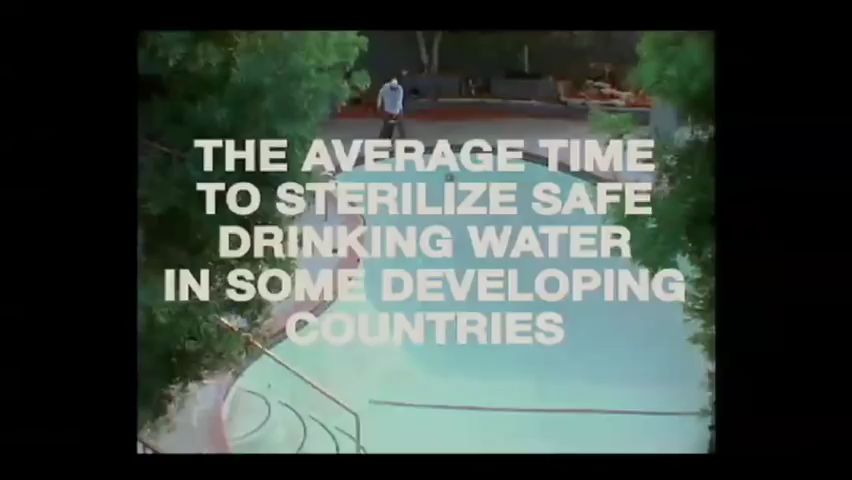 THE AVERAGE TIME
TO STERILIZE SAFE
DRINKING WATER
IN SOME DEVELOPING
COUNTRIES